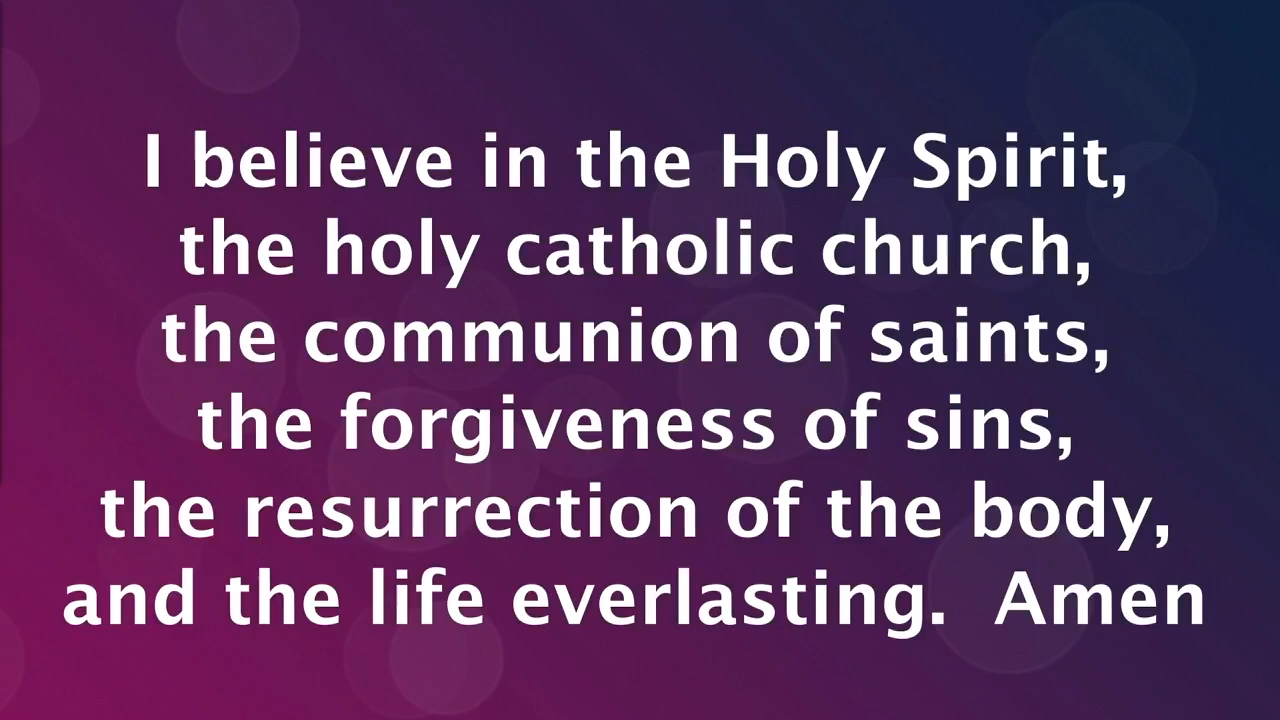 I believe in the Holy Spirit,
the holy catholic church,
the communion of saints,
the forgiveness of sins,
the resurrection of the body,
and the life everlasting.  Amen